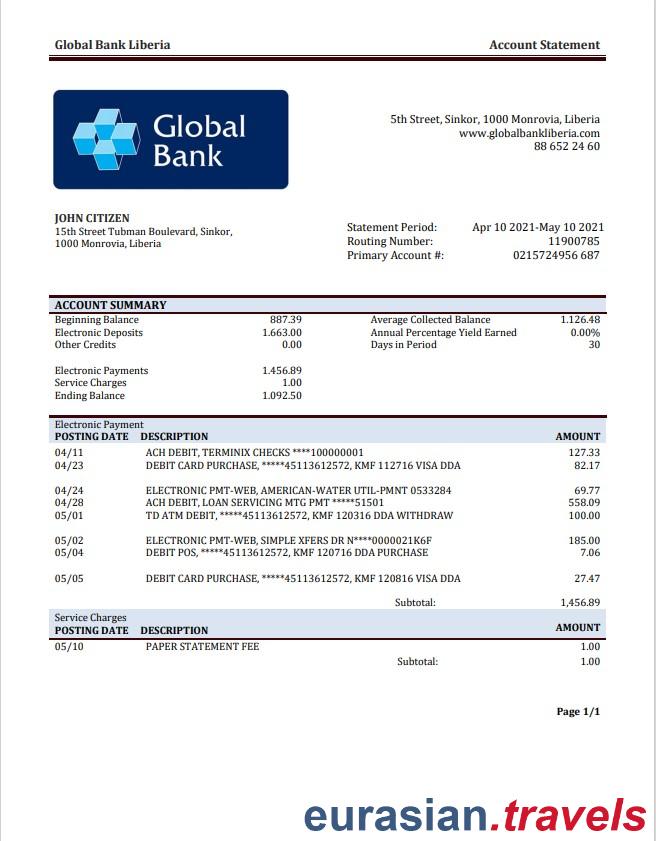 Global Bank Liberia Account Statement
Global
Bank
5th Street, Sinkor, 1000 Monrovia, Liberia
www.globalbankliberia.com
88 652 24 60
JOHN CITIZEN
15th Street Tubman Boulevard, Sinkor,
1000 Monrovia, Liberia
Statement Period: Apr 10 2021-May 10 2021
Routing Number: 11900785
Primary Account #: 0215724956 687
ACCOUNT SUMMARY
Beginning Balance 887.39 Average Collected Balance 1.126.48
Electronic Deposits 1.663.00 Annual Percentage Yield Earned 0.00%
Other Credits 0.00 Days in Period 30
Electronic Payments 1.456.89
Service Charges 1.00
Ending Balance 1.092.50
Electronic Payment
POSTING DATE DESCRIPTION AMOUNT
04/11 ACH DEBIT, TERMINIX CHECKS ****100000001 127.33
04/23 DEBIT CARD PURCHASE, *****45113612572, KMF 112716 VISA DDA 82.17
04/24 ELECTRONIC PMT-WEB, AMERICAN-WATER UTIL-PMNT 0533284 69.77
04/28 ACH DEBIT, LOAN SERVICING MTG PMT *****51501 558.09
05/01 TD ATM DEBIT, *****45113612572, KMF 120316 DDA WITHDRAW 100.00
05/02 ELECTRONIC PMT-WEB, SIMPLE XFERS DR N****0000021K6F 185.00
05/04 DEBIT POS, *****45113612572, KMF 120716 DDA PURCHASE 7.06
05/05 DEBIT CARD PURCHASE, *****45113612572, KMF 120816 VISA DDA 27.47
Subtotal: 1,456.89
Service Charges
POSTING DATE DESCRIPTION AMOUNT
05/10 PAPER STATEMENT FEE 1.00
Subtotal: 1.00
Page 1/1
eurasian.travels